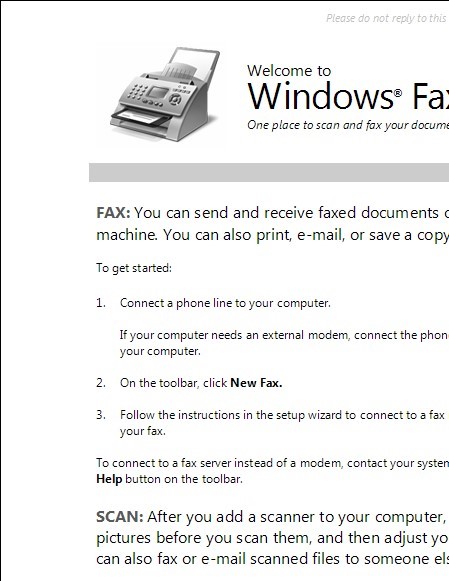 Please do not reply to this
Welcome to
Windows® Fax
One place to scan and fax your docume
FAX: You can send and receive faxed documents
machine. You can also print, e-mail, or save a copy
To get started:
1. Connect a phone line to your computer.
If your computer needs an external modem, connect the phon
your computer.
2. On the toolbar, click New Fax.
3. Follow the instructions in the setup wizard to connect to a fax
your fax.
To connect to a fax server instead of a modem, contact your system
Help button on the toolbar.
SCAN: After you add a scanner to your computer,
pictures before you scan them, and then adjust yo
can also fax or e-mail scanned files to someone els